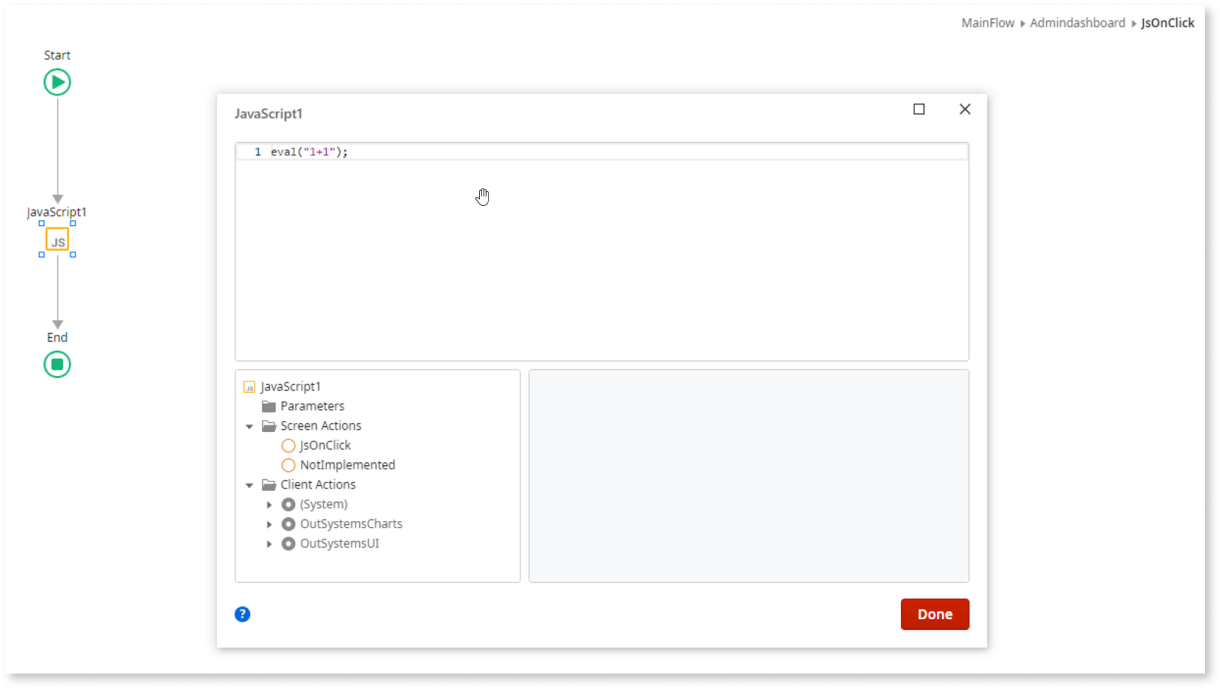 MainFlow Admindashboard JsOnClick
Start
JavaScript1
1 eval("1+1");
JavaScript1
JS
End
JS JavaScript1
Parameters
Screen Actions
JsOnClick
NotImplemented
Client Actions
(System)
OutSystemsCharts
OutSystemsUI
? Done